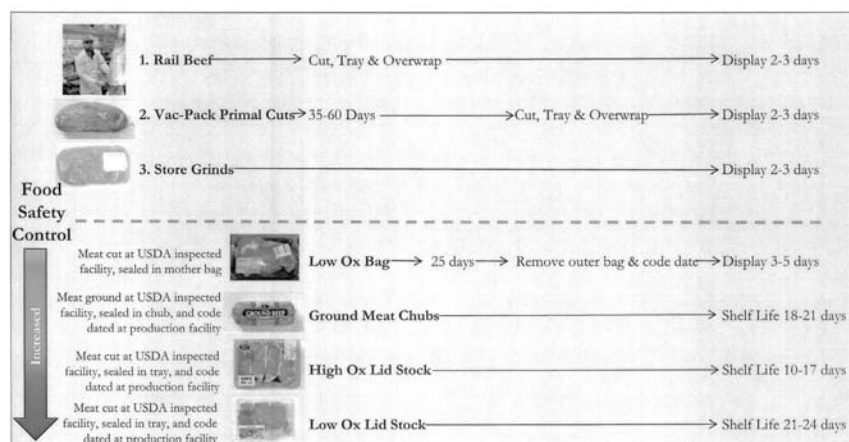 1. Rail Beef Cut, Tray & Overwrap Display 2-3 days
2. Vac-Pack Primal Cuts 35-60 Days Cut, Tray & Overwrap Display 2-3 days
3. Store Grinds Display 2-3 days
Food
Safety
Control
Increased
Meat cut at USDA inspected
facility, sealed in mother bag
Low Ox Bag 25 days Remove outer bag & code date Display 3-5 days
Meat ground at USDA inspected
facility, sealed in chub, and code
dated at production facility
GROUND BEEF
Ground Meat Chubs Shelf Life 18-21 days
Meat cut at USDA inspected
facility, sealed in tray, and code
dated at production facility
High Ox Lid Stock Shelf Life 10-17 days
Meat cut at USDA inspected
facility, sealed in tray, and code
dated at production facility
Low Ox Lid Stock Shelf Life 21-24 days